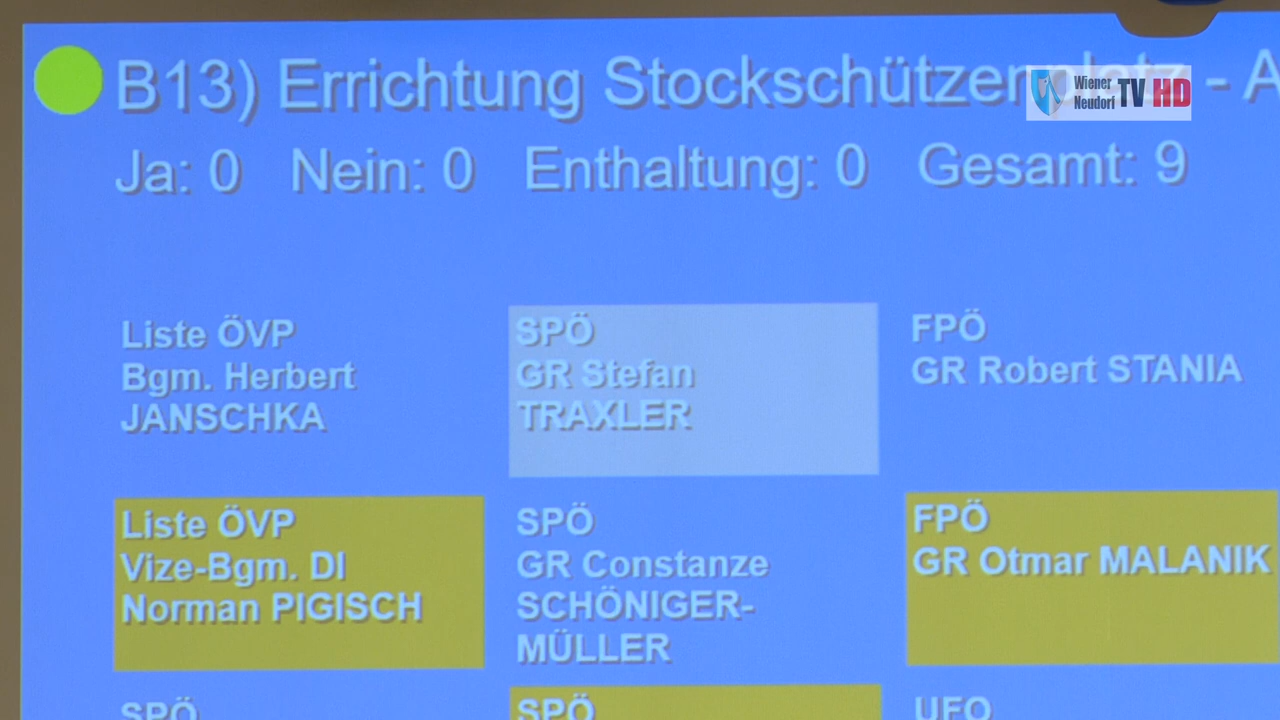 B13) Errichtung Stockschützenplatz - A
Wiener
Neudorf TV HD
Ja: 0 Nein: 0 Enthaltung: 0 Gesamt: 9
Liste ÖVP
Bgm. Herbert
JANSCHKA
SPÖ
GR Stefan
TRAXLER
FPÖ
GR Robert STANIA
Liste ÖVP
Vize-Bgm. DI
Norman PIGISCH
SPÖ
GR Constanze
SCHÖNIGER-
MÜLLER
FPÖ
GR Otmar MALANIK
SPÖ
SPÖ
UFO